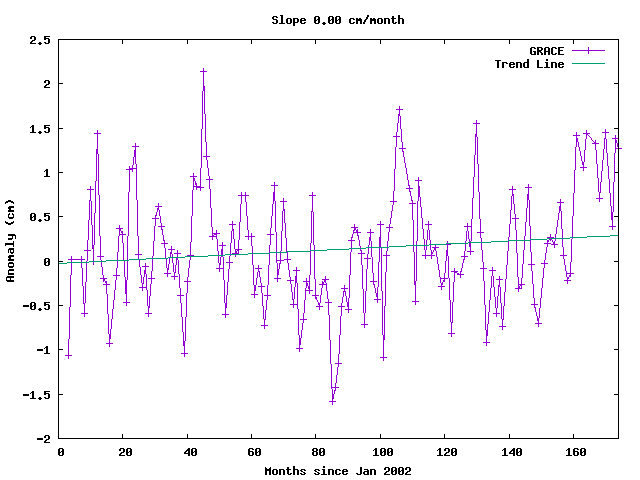 Slope 0.00 cm/month
GRACE
Trend Line
2.5
2
1.5
1
0.5
0
-0.5
-1
-1.5
-2
Anomaly (cm)
0 20 40 60 80 100 120 140 160
Months since Jan 2002